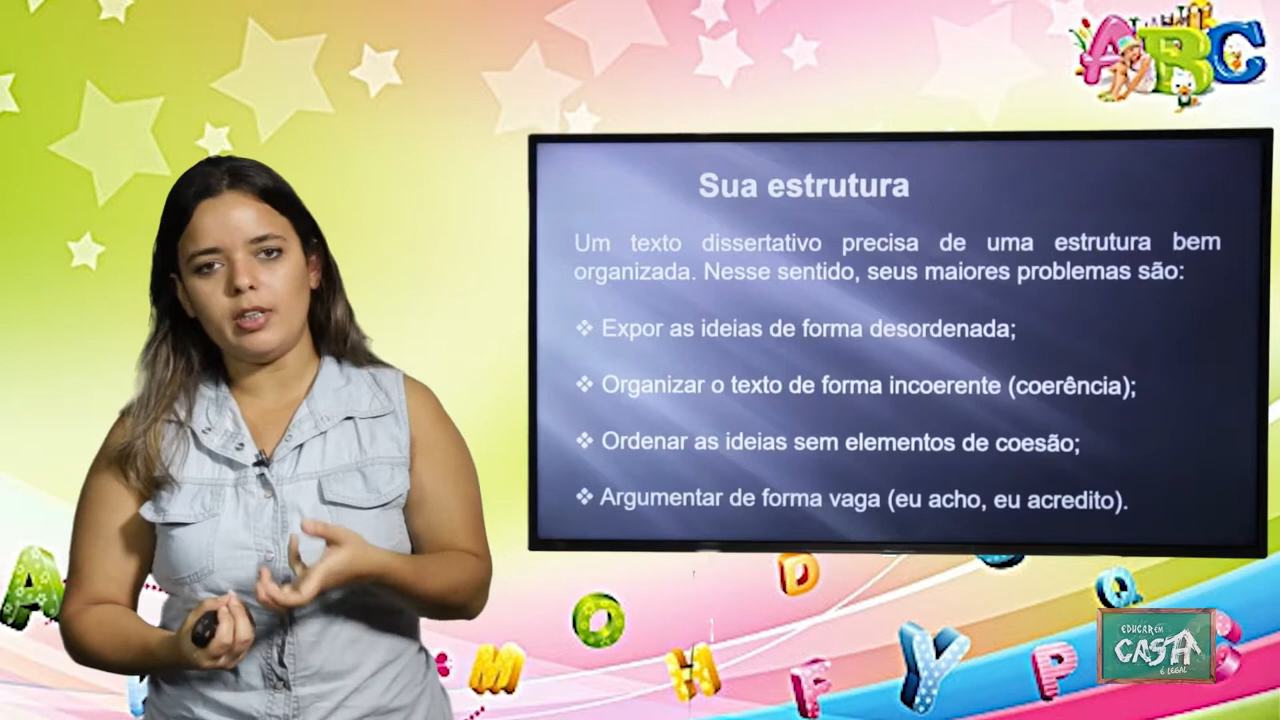 ABC
Sua estrutura
Um texto dissertativo precisa de uma estrutura bem
organizada. Nesse sentido, seus maiores problemas são:
❖ Expor as ideias de forma desordenada;
❖ Organizar o texto de forma incoerente (coerência);
❖ Ordenar as ideias sem elementos de coesão;
❖ Argumentar de forma vaga (eu acho, eu acredito).
A
D
Q
O
M
H
F
Y
P
EDUCAR EM
CASA
É LEGAL